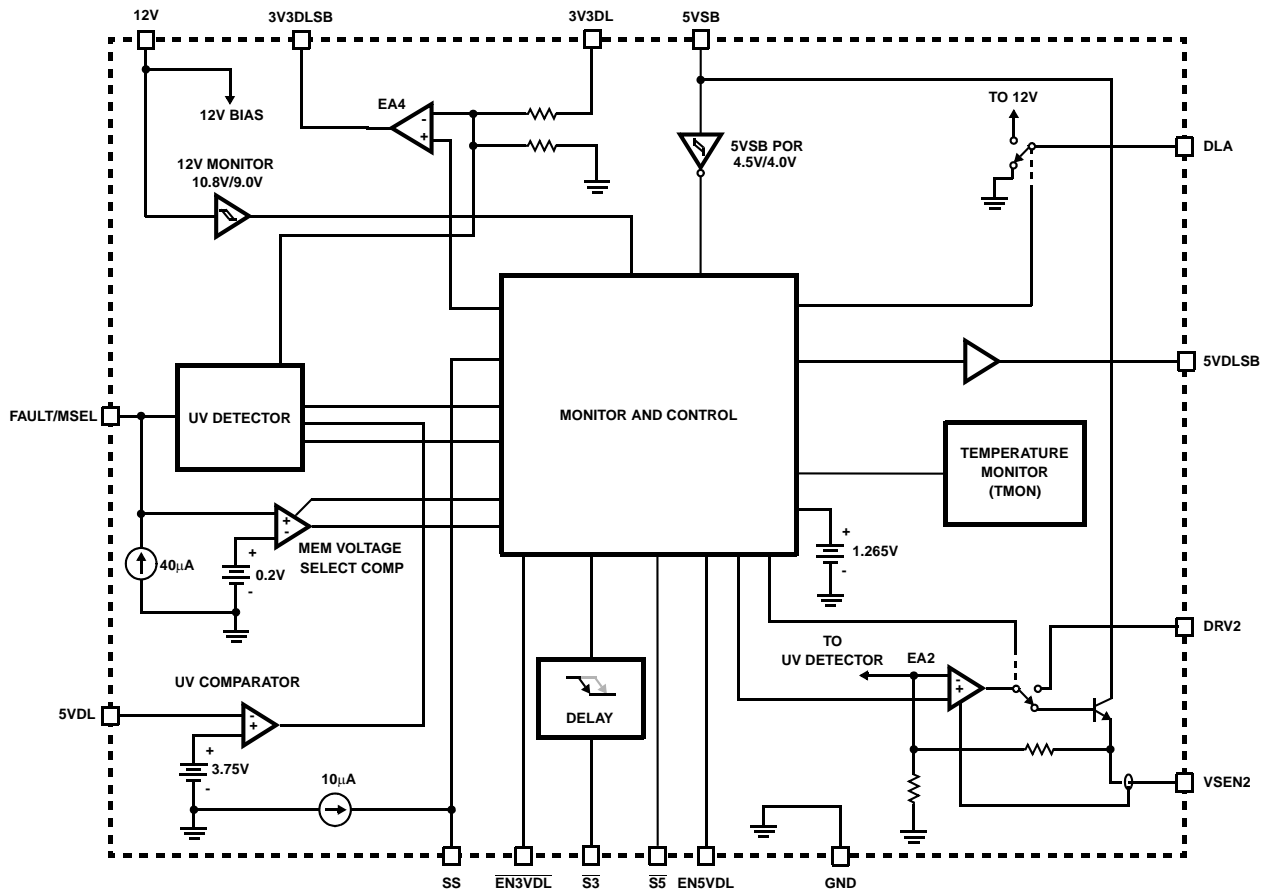 12V
3V3DLSB
3V3DL
5VSB
EA4
-
+
12V BIAS
TO 12V
12V MONITOR
10.8V/9.0V
5VSB POR
4.5V/4.0V
DLA
FAULT/MSEL
UV DETECTOR
MONITOR AND CONTROL
5VDLSB
TEMPERATURE
MONITOR
(TMON)
+
-
MEM VOLTAGE
SELECT COMP
40μA
+
0.2V
-
+
1.265V
-
DRV2
TO
UV DETECTOR
EA2
-
+
UV COMPARATOR
5VDL
-
+
DELAY
+
3.75V
-
10μA
VSEN2
SS
E̅N̅3̅V̅D̅L̅
S̅3̅
S̅5̅
EN5VDL
GND